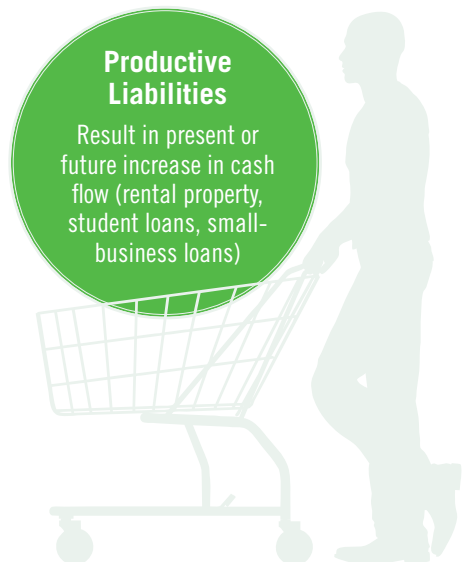 Productive
Liabilities
Result in present or
future increase in cash
flow (rental property,
student loans, small-
business loans)